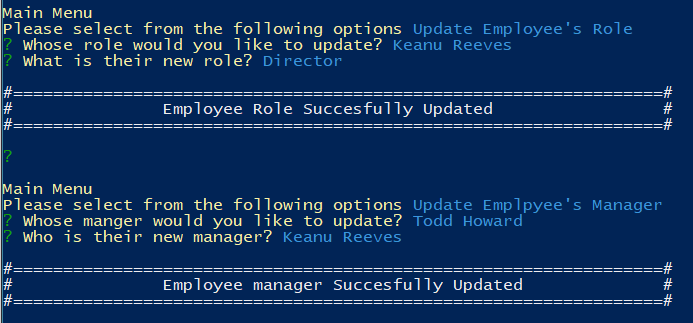 Main Menu
Please select from the following options Update Employee's Role
? Whose role would you like to update? Keanu Reeves
? What is their new role? Director
#=================================================================#
#               Employee Role Succesfully Updated                 #
#=================================================================#
?
Main Menu
Please select from the following options Update Emplpyee's Manager
? Whose manger would you like to update? Todd Howard
? Who is their new manager? Keanu Reeves
#=================================================================#
#               Employee manager Succesfully Updated              #
#=================================================================#